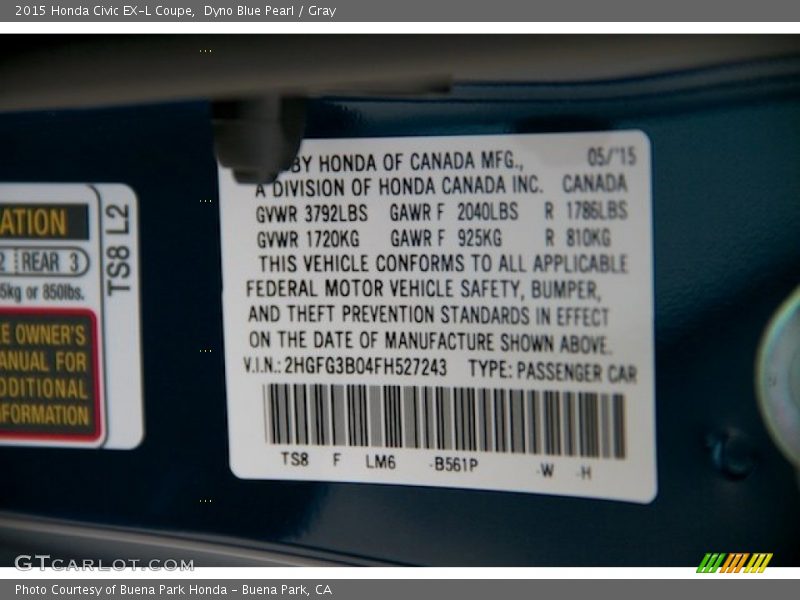 2015 Honda Civic EX-L Coupe, Dyno Blue Pearl / Gray
BY HONDA OF CANADA MFG., 05/'15
A DIVISION OF HONDA CANADA INC. CANADA
GVWR 3792LBS GAWR F 2040LBS R 1786LBS
GVWR 1720KG GAWR F 925KG R 810KG
THIS VEHICLE CONFORMS TO ALL APPLICABLE
FEDERAL MOTOR VEHICLE SAFETY, BUMPER,
AND THEFT PREVENTION STANDARDS IN EFFECT
ON THE DATE OF MANUFACTURE SHOWN ABOVE.
V.I.N.: 2HGFG3B04FH527243 TYPE: PASSENGER CAR
TS8 F LM6 -B561P -W -H
ATION
2 REAR 3
5kg or 850lbs.
E OWNER'S
ANUAL FOR
DDITIONAL
NFORMATION
TS8 L2
GTCARLOT.COM
Photo Courtesy of Buena Park Honda - Buena Park, CA